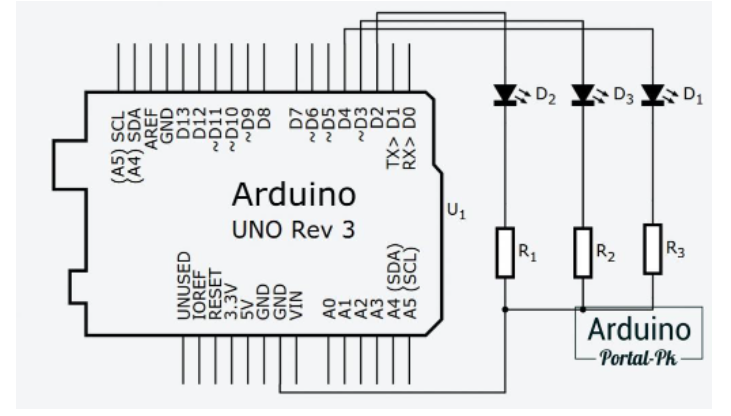 (A5) SCL
(A4) SDA
AREF
GND
D13
D12
~D11
~D10
~D9
D8
D7
~D6
~D5
D4
~D3
D2
TX> D1
RX> D0
D2
D3
D1
Arduino
UNO Rev 3
U1
R1
R2
R3
UNUSED
IOREF
RESET
3.3V
5V
GND
GND
VIN
A0
A1
A2
A3
A4 (SDA)
A5 (SCL)
Arduino
Portal-Pk